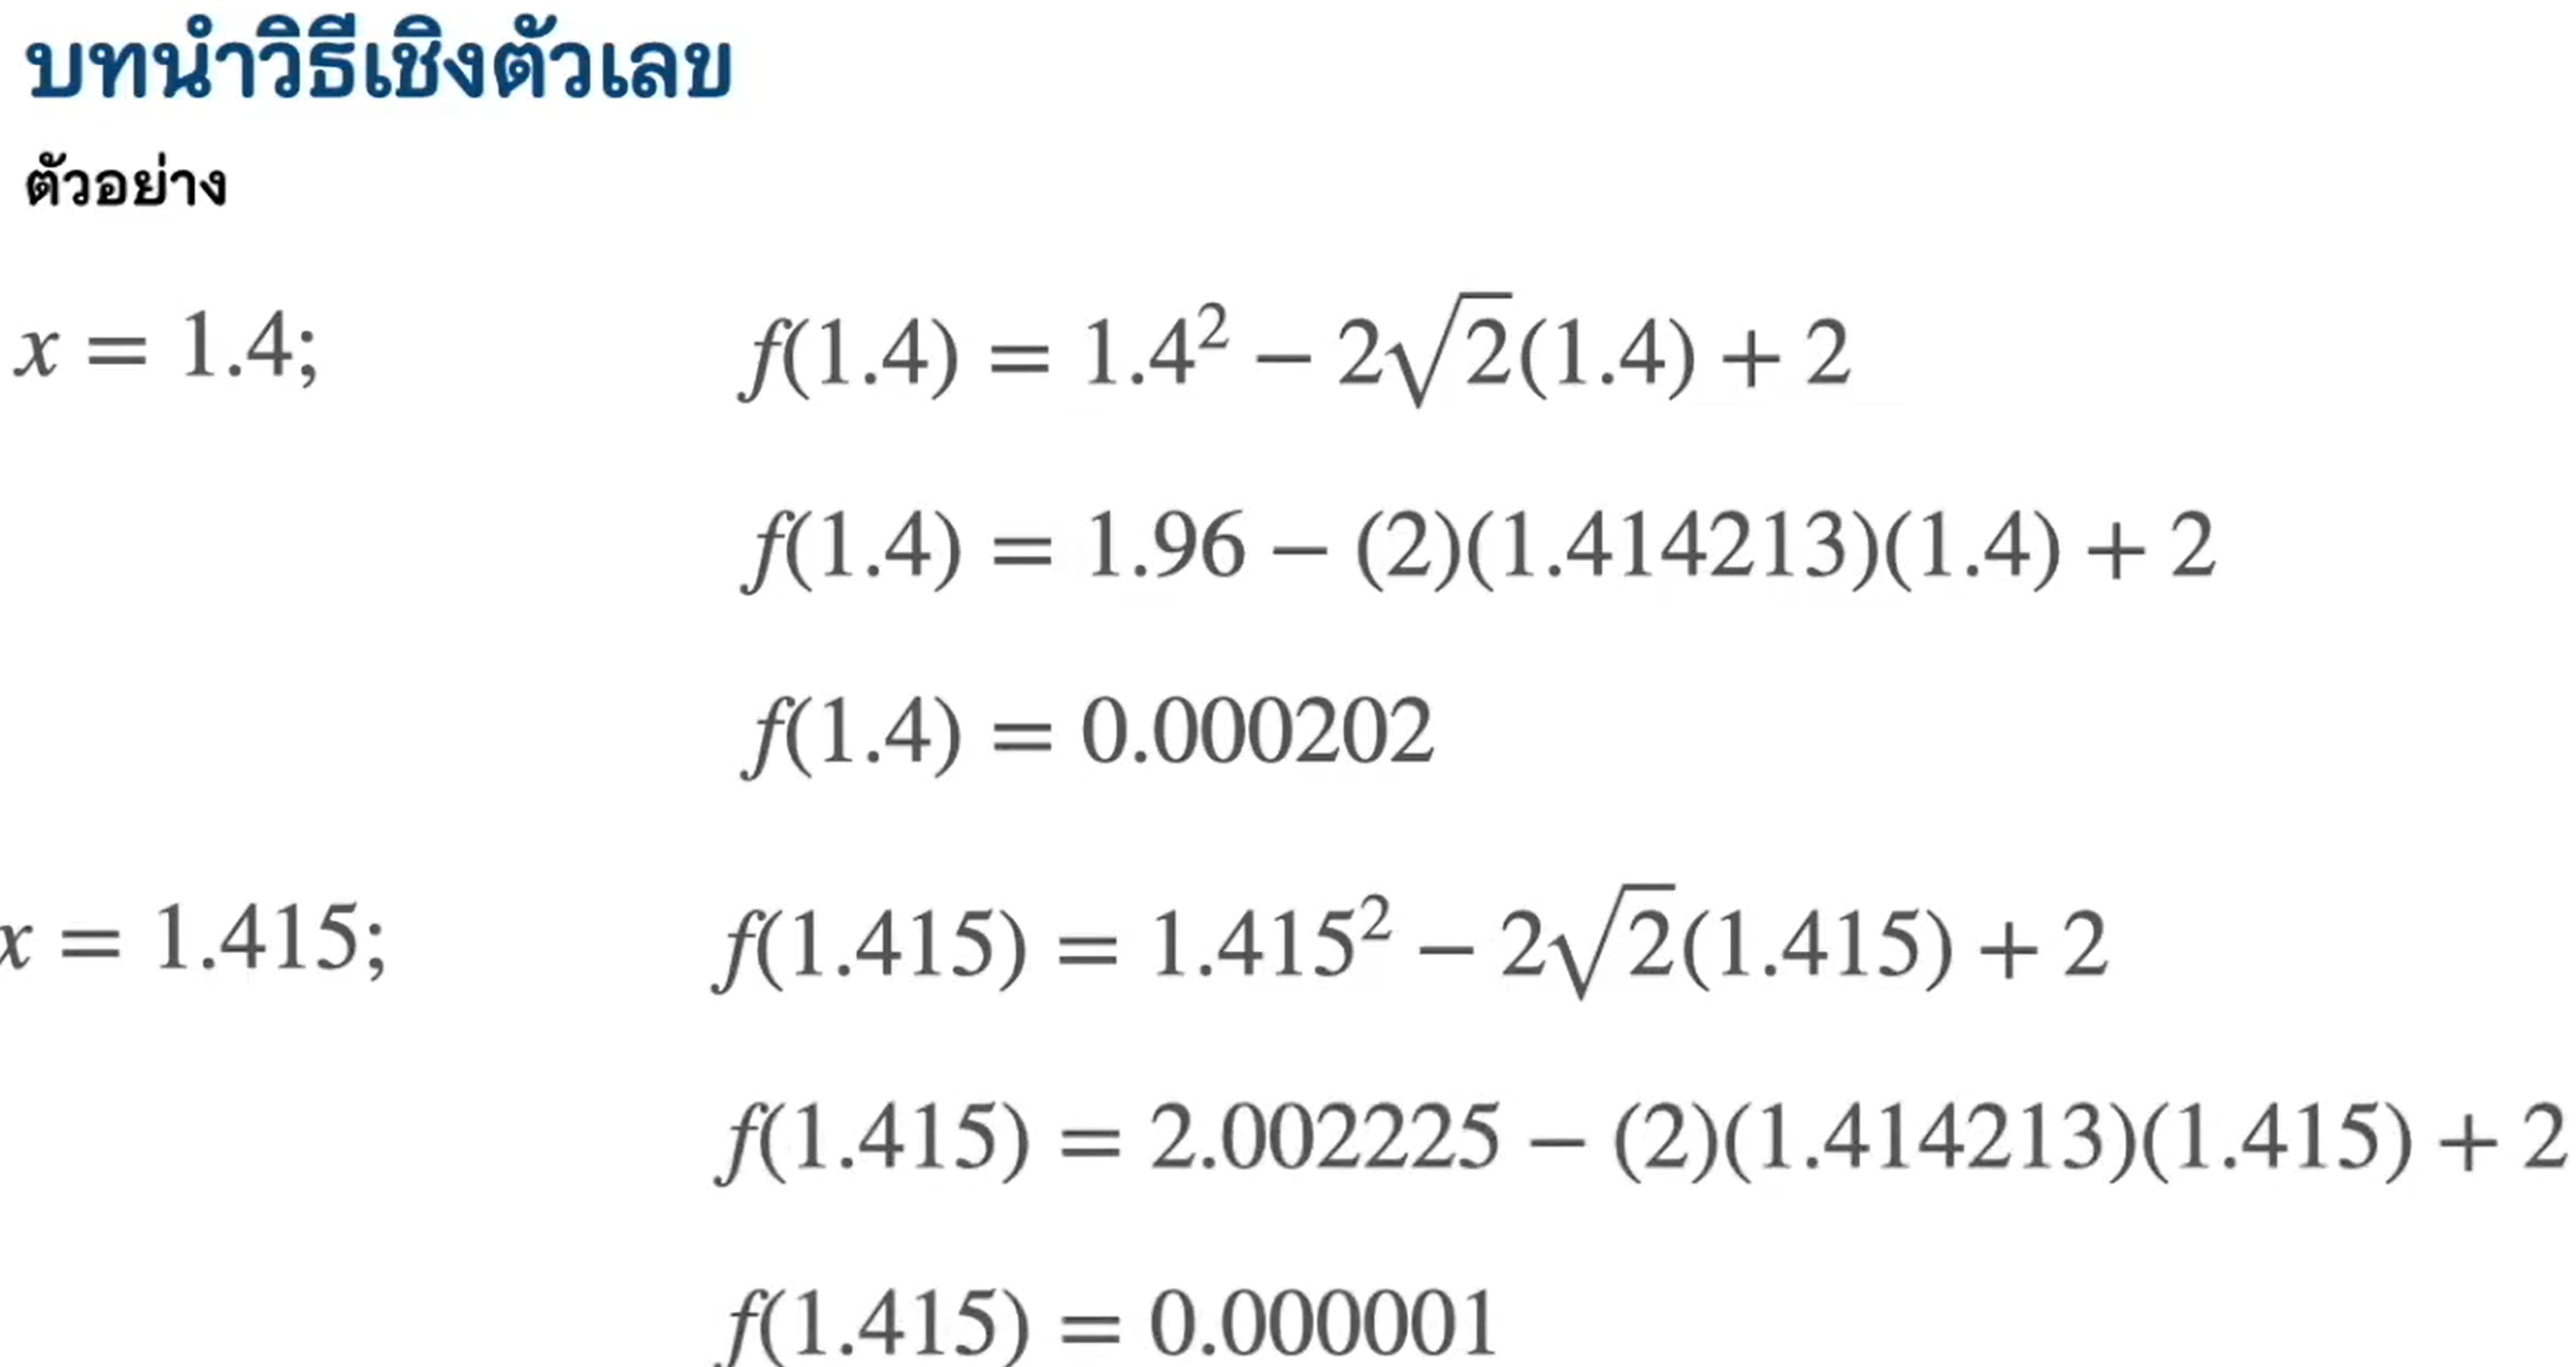 บทนำวิธีเชิงตัวเลข
ตัวอย่าง
x = 1.4; f(1.4) = 1.4² − 2√2(1.4) + 2
f(1.4) = 1.96 − (2)(1.414213)(1.4) + 2
f(1.4) = 0.000202
x = 1.415; f(1.415) = 1.415² − 2√2(1.415) + 2
f(1.415) = 2.002225 − (2)(1.414213)(1.415) + 2
f(1.415) = 0.000001